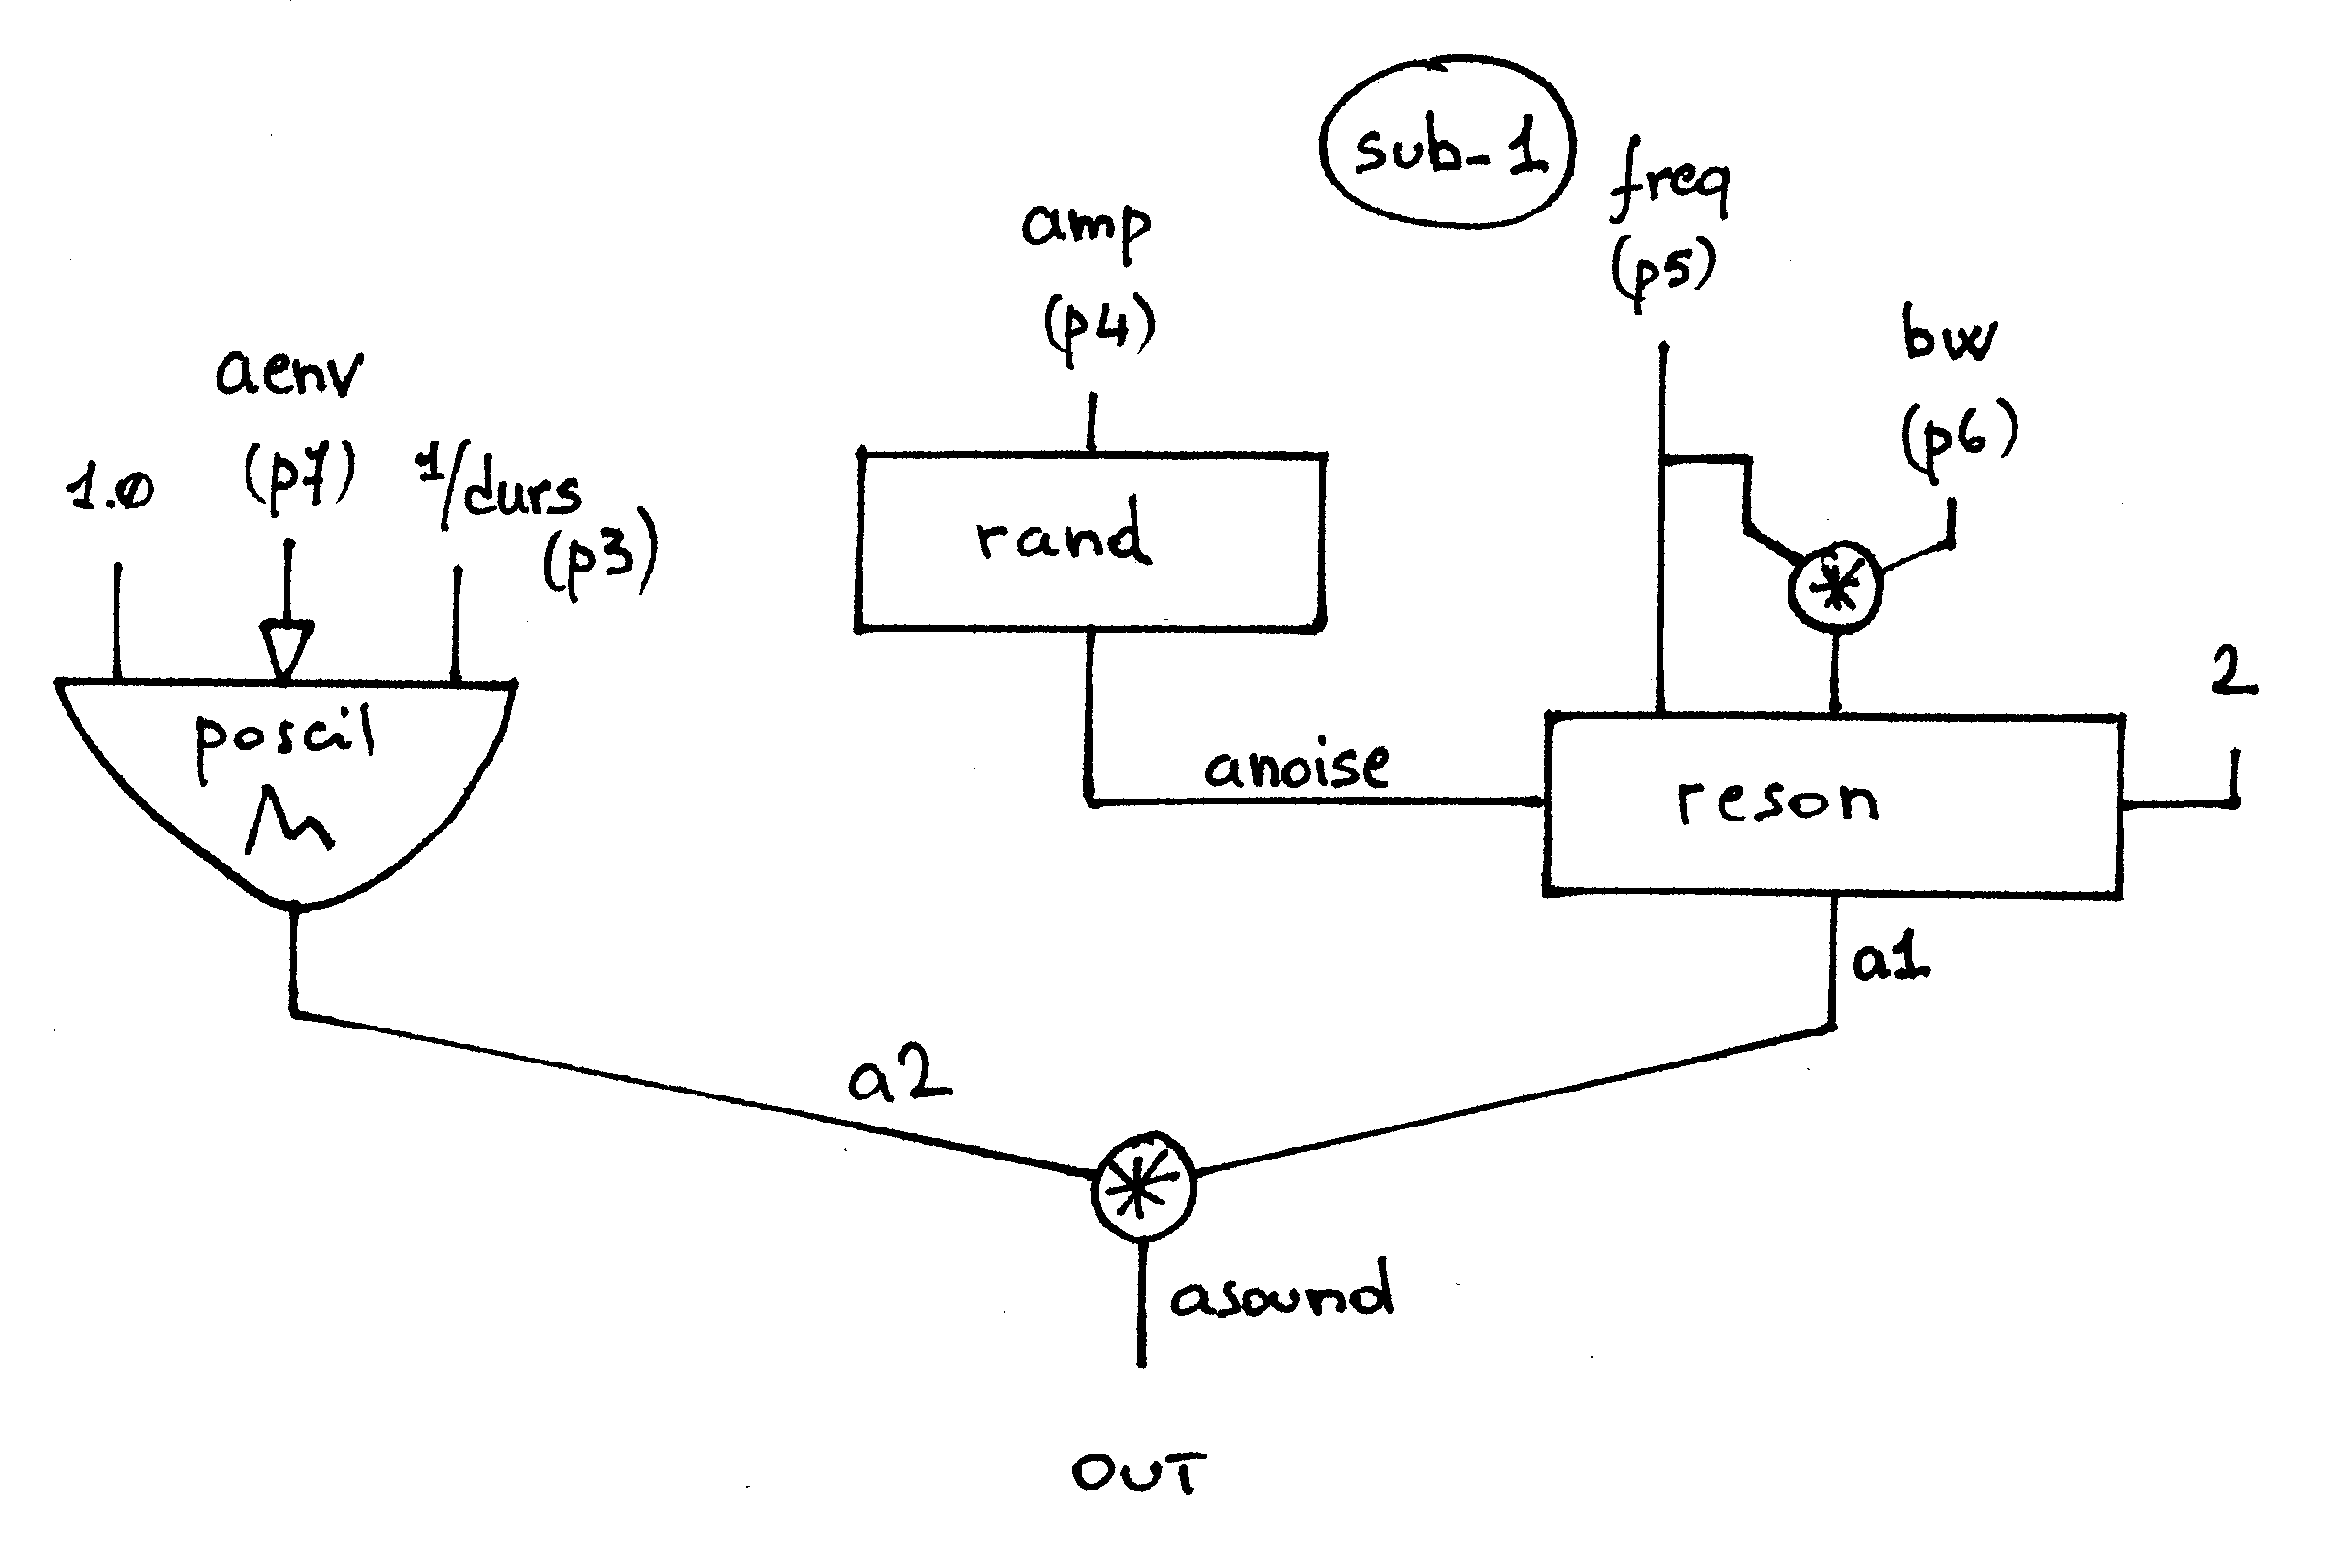 sub-1
freq
(p5)
amp
(p4)
bw
(p6)
aenv
(p7)
1.0
1/durs
(p3)
rand
poscil
2
anoise
reson
a1
a2
*
*
asound
OUT